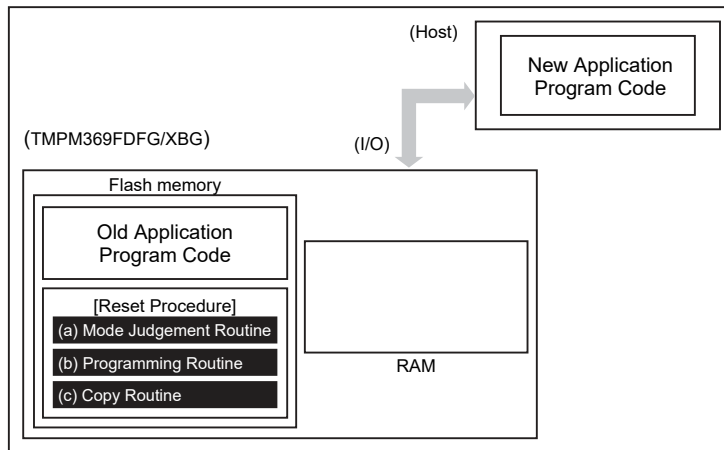 (Host)
New Application
Program Code
(TMPM369FDFG/XBG)
(I/O)
Flash memory
Old Application
Program Code
[Reset Procedure]
(a) Mode Judgement Routine
(b) Programming Routine
(c) Copy Routine
RAM